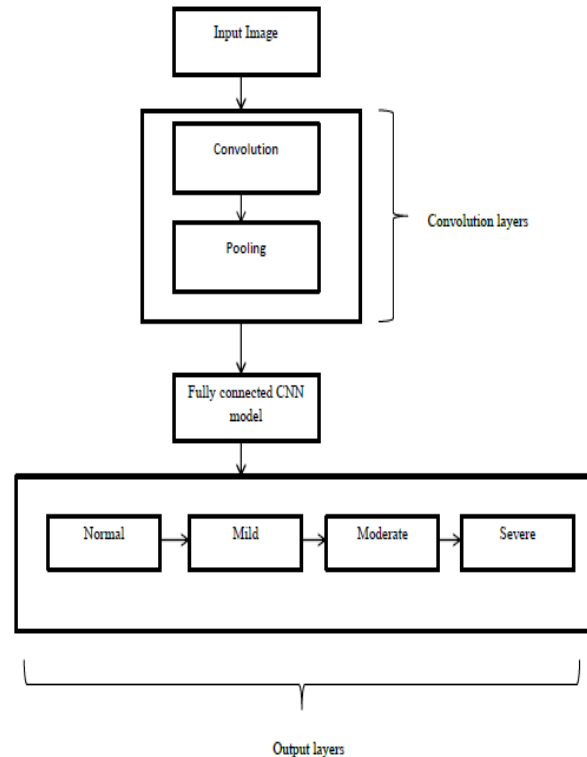 Input Image
Convolution
Pooling
Convolution layers
Fully connected CNN
model
Normal
Mild
Moderate
Severe
Output layers